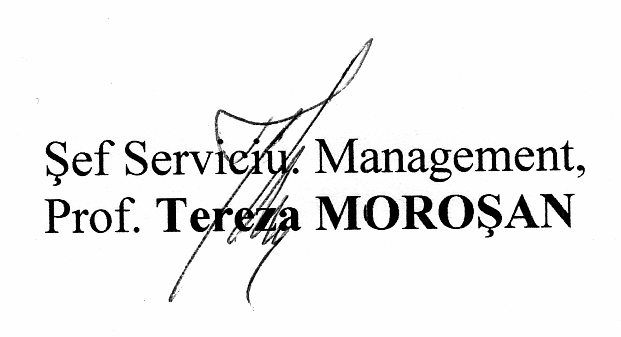 Şef Serviciu. Management,
Prof. Tereza MOROŞAN